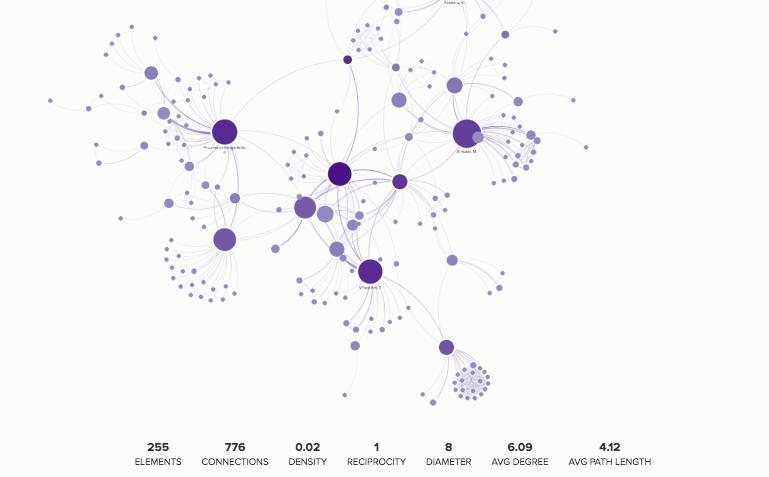 255 776 0.02 1 8 6.09 4.12
ELEMENTS CONNECTIONS DENSITY RECIPROCITY DIAMETER AVG DEGREE AVG PATH LENGTH